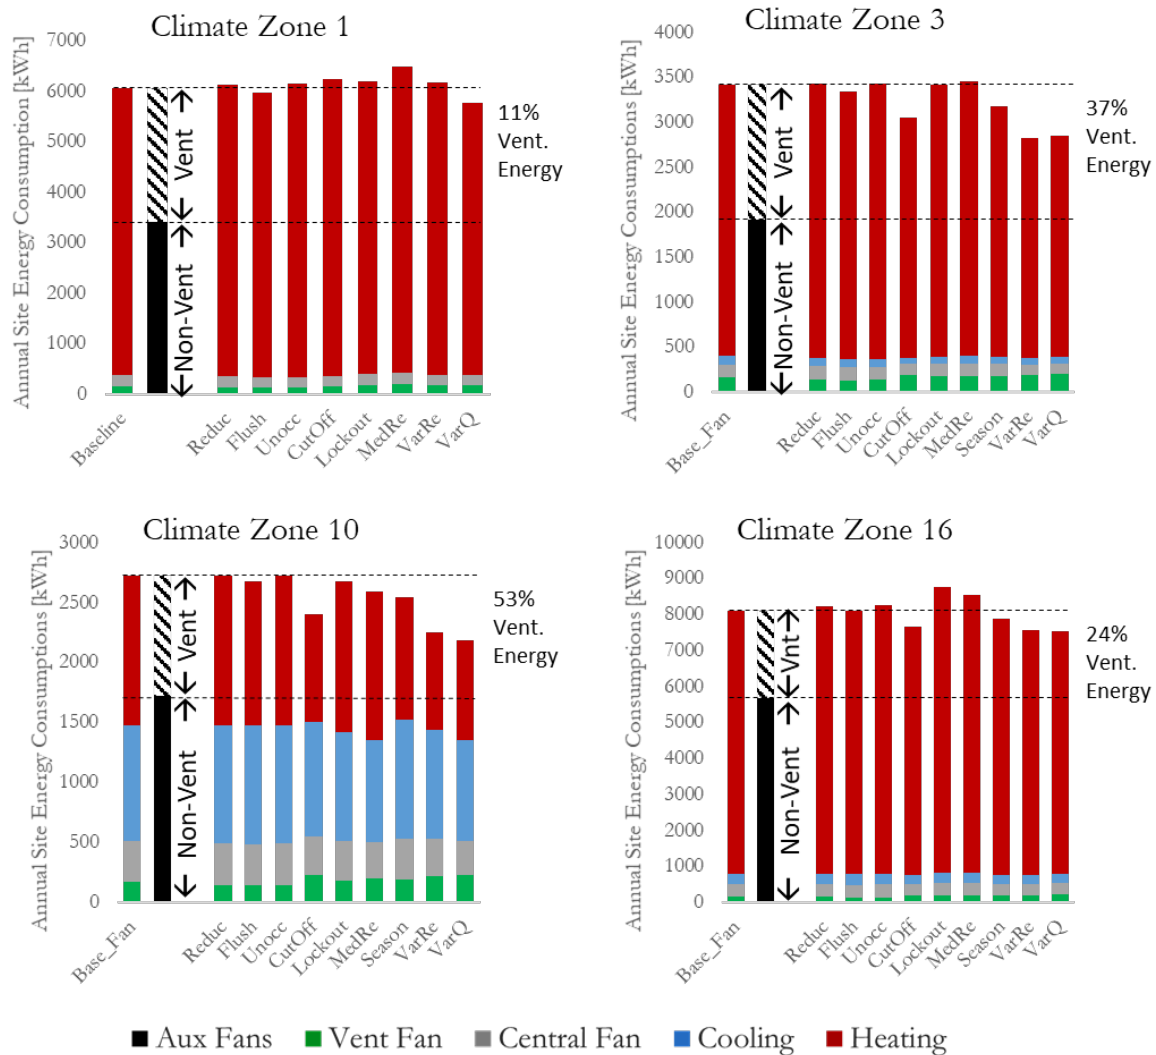 Climate Zone 1
Annual Site Energy Consumption [kWh]
7000
6000
5000
4000
3000
2000
1000
0
Vent
Non-Vent
11%
Vent.
Energy
Baseline
Reduc
Flush
Unocc
CutOff
Lockout
MedRe
VarRe
VarQ
Climate Zone 3
Annual Site Energy Consumptions [kWh]
4000
3500
3000
2500
2000
1500
1000
500
0
Vent
Non-Vent
37%
Vent.
Energy
Base_Fan
Reduc
Flush
Unocc
CutOff
Lockout
MedRe
Season
VarRe
VarQ
Climate Zone 10
Annual Site Energy Consumptions [kWh]
3000
2500
2000
1500
1000
500
0
Vent
Non-Vent
53%
Vent.
Energy
Base_Fan
Reduc
Flush
Unocc
CutOff
Lockout
MedRe
Season
VarRe
VarQ
Climate Zone 16
Annual Site Energy Consumptions [kWh]
10000
9000
8000
7000
6000
5000
4000
3000
2000
1000
0
Vnt
Non-Vent
24%
Vent.
Energy
Base_Fan
Reduc
Flush
Unocc
CutOff
Lockout
MedRe
Season
VarRe
VarQ
Aux Fans Vent Fan Central Fan Cooling Heating